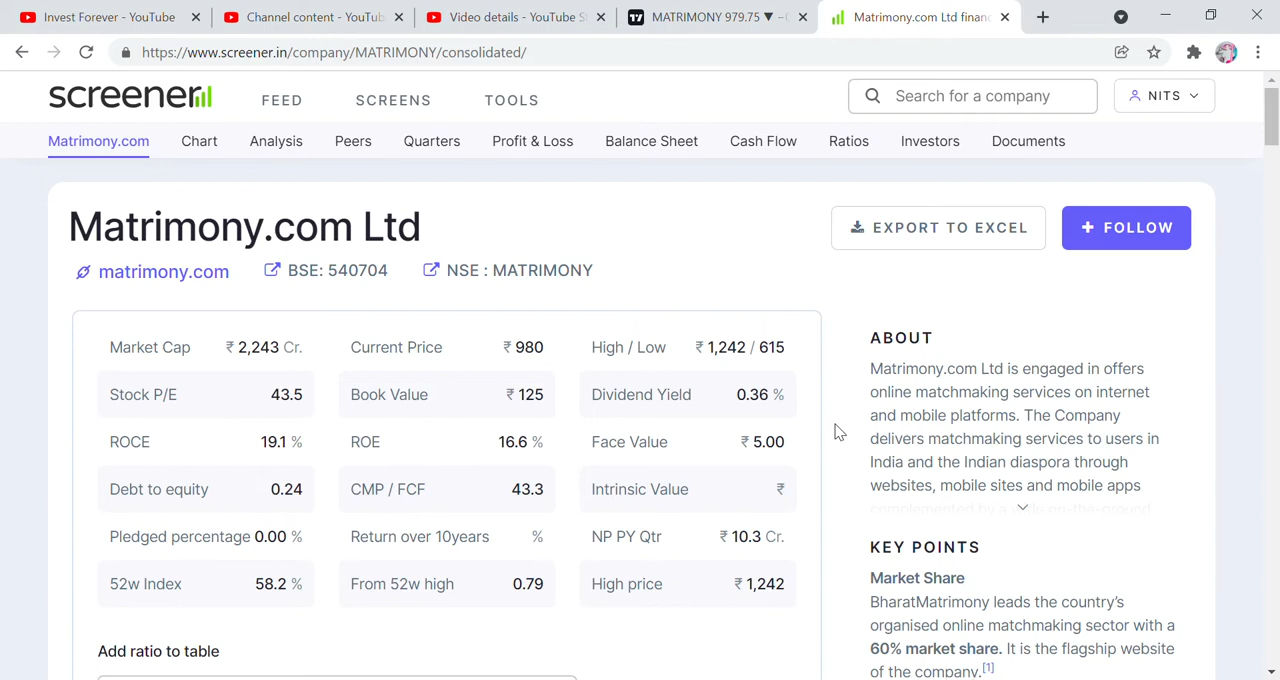 Invest Forever - YouTube
Channel content - YouTub
Video details - YouTube S
MATRIMONY 979.75 ▼ −
Matrimony.com Ltd financ
https://www.screener.in/company/MATRIMONY/consolidated/
screener
FEED
SCREENS
TOOLS
Search for a company
NITS
Matrimony.com
Chart
Analysis
Peers
Quarters
Profit & Loss
Balance Sheet
Cash Flow
Ratios
Investors
Documents
Matrimony.com Ltd
EXPORT TO EXCEL
FOLLOW
matrimony.com
BSE: 540704
NSE : MATRIMONY
Market Cap ₹ 2,243 Cr.
Current Price ₹ 980
High / Low ₹ 1,242 / 615
Stock P/E 43.5
Book Value ₹ 125
Dividend Yield 0.36 %
ROCE 19.1 %
ROE 16.6 %
Face Value ₹ 5.00
Debt to equity 0.24
CMP / FCF 43.3
Intrinsic Value ₹
Pledged percentage 0.00 %
Return over 10years %
NP PY Qtr ₹ 10.3 Cr.
52w Index 58.2 %
From 52w high 0.79
High price ₹ 1,242
Add ratio to table
ABOUT
Matrimony.com Ltd is engaged in offers
online matchmaking services on internet
and mobile platforms. The Company
delivers matchmaking services to users in
India and the Indian diaspora through
websites, mobile sites and mobile apps
complemented by a wide on-the-ground
KEY POINTS
Market Share
BharatMatrimony leads the country's
organised online matchmaking sector with a
60% market share. It is the flagship website
of the company.[1]